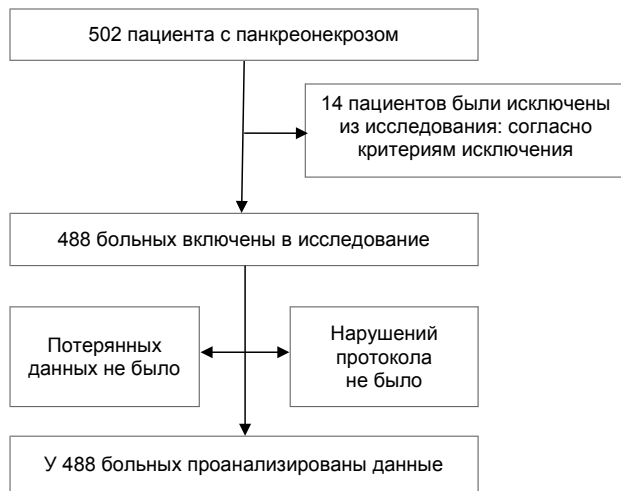 502 пациента с панкреонекрозом
14 пациентов были исключены
из исследования: согласно
критериям исключения
488 больных включены в исследование
Потерянных
данных не было
Нарушений
протокола
не было
У 488 больных проанализированы данные